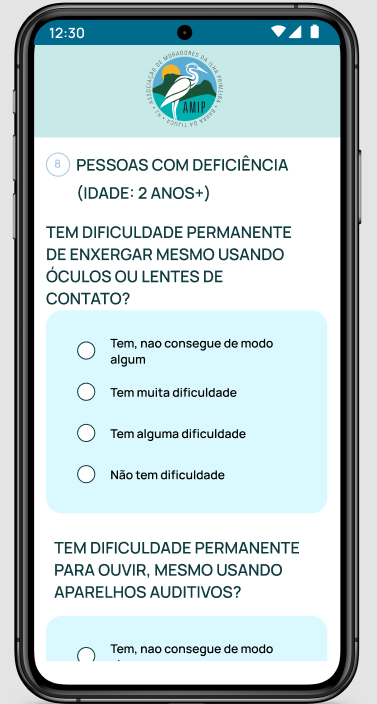 12:30
ASSOCIAÇÃO DE MORADORES DA ILHA PRIMEIRA
AMIP
BARRA DA TIJUCA - RJ
8 PESSOAS COM DEFICIÊNCIA
(IDADE: 2 ANOS+)
TEM DIFICULDADE PERMANENTE
DE ENXERGAR MESMO USANDO
ÓCULOS OU LENTES DE
CONTATO?
Tem, nao consegue de modo
algum
Tem muita dificuldade
Tem alguma dificuldade
Não tem dificuldade
TEM DIFICULDADE PERMANENTE
PARA OUVIR, MESMO USANDO
APARELHOS AUDITIVOS?
Tem, nao consegue de modo